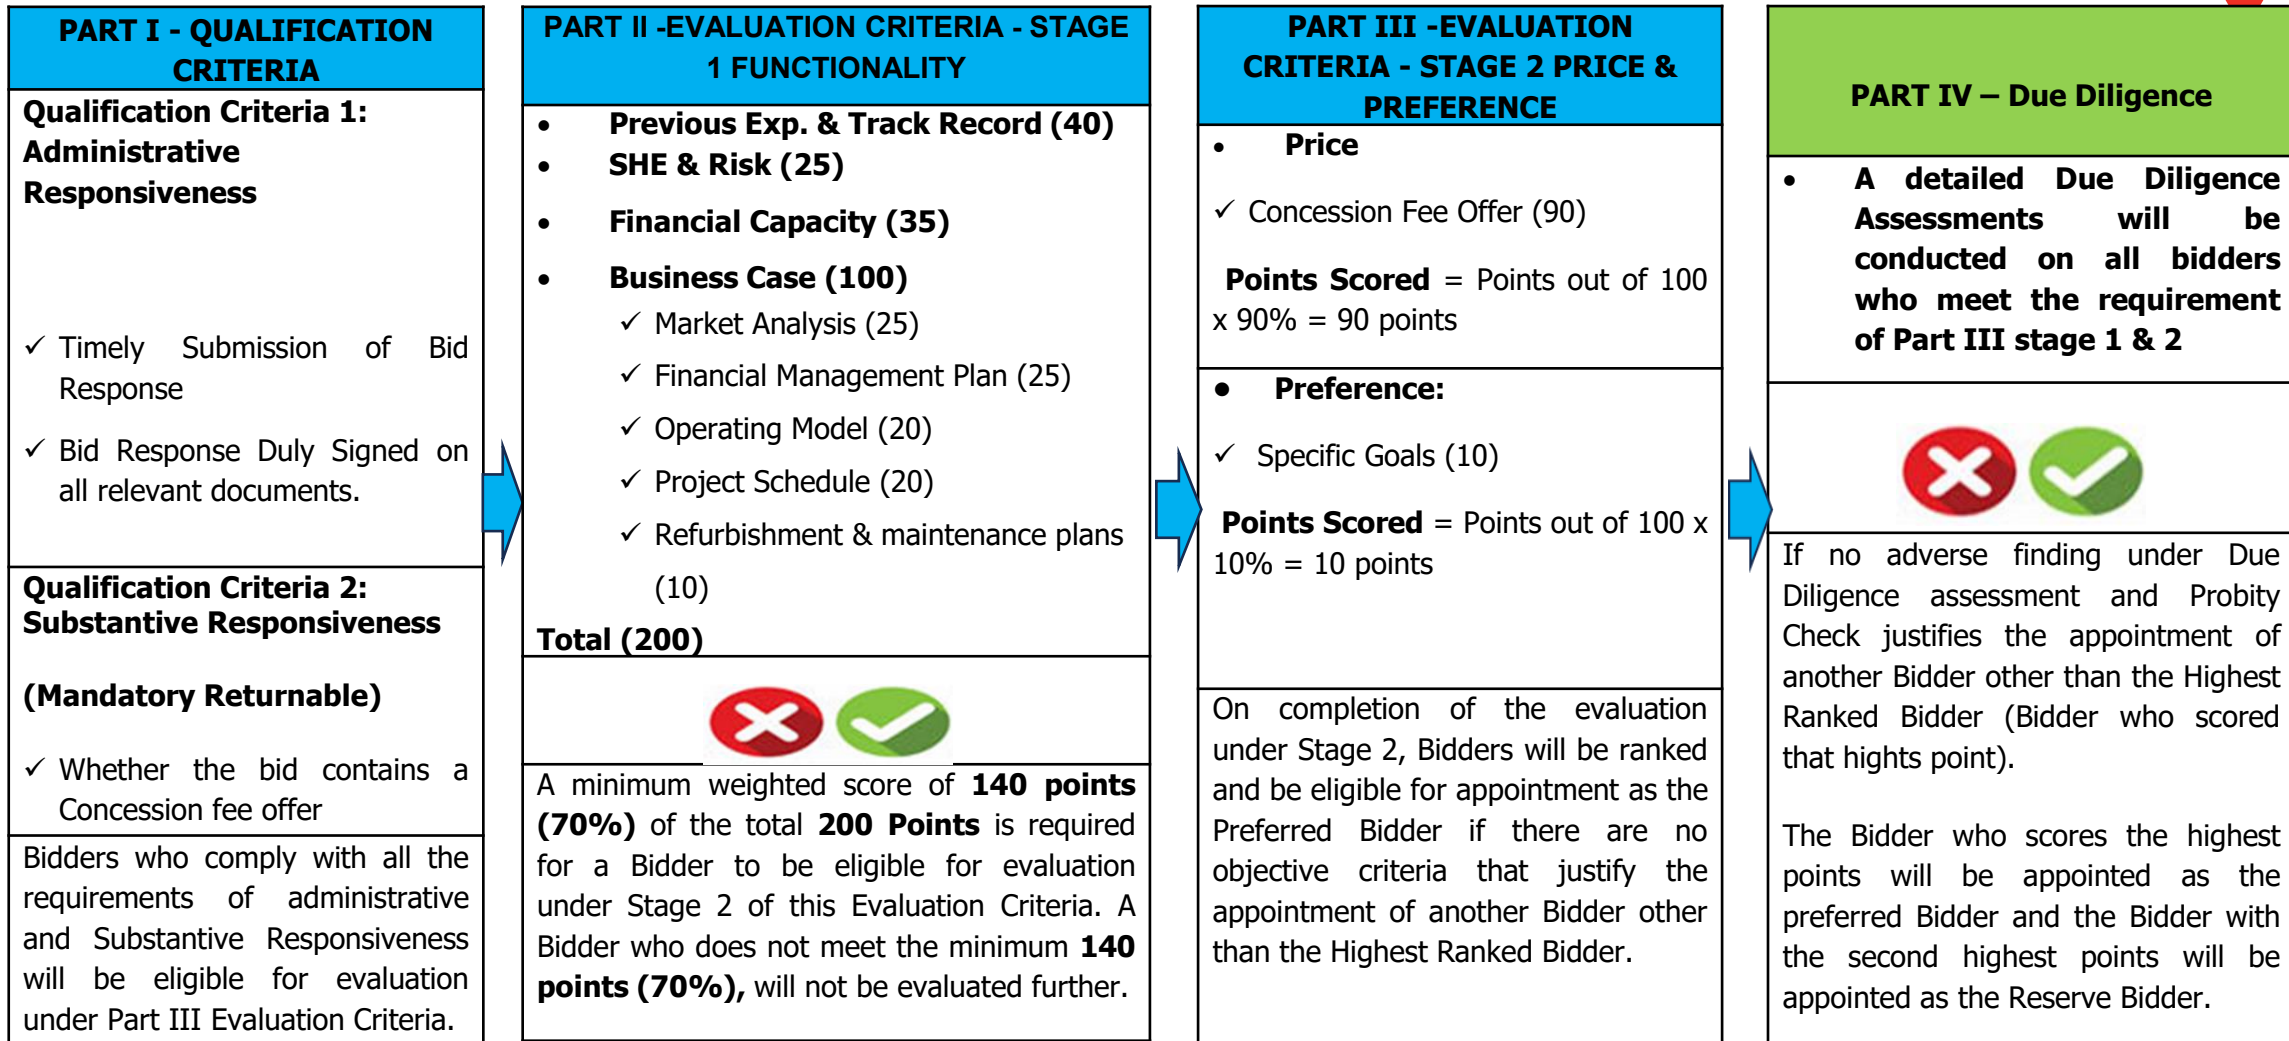 PART I - QUALIFICATION
CRITERIA
Qualification Criteria 1:
Administrative
Responsiveness
✓ Timely Submission of Bid
Response
✓ Bid Response Duly Signed on
all relevant documents.
Qualification Criteria 2:
Substantive Responsiveness
(Mandatory Returnable)
✓ Whether the bid contains a
Concession fee offer
Bidders who comply with all the
requirements of administrative
and Substantive Responsiveness
will be eligible for evaluation
under Part III Evaluation Criteria.
PART II -EVALUATION CRITERIA - STAGE
1 FUNCTIONALITY
• Previous Exp. & Track Record (40)
• SHE & Risk (25)
• Financial Capacity (35)
• Business Case (100)
✓ Market Analysis (25)
✓ Financial Management Plan (25)
✓ Operating Model (20)
✓ Project Schedule (20)
✓ Refurbishment & maintenance plans
(10)
Total (200)
A minimum weighted score of 140 points
(70%) of the total 200 Points is required
for a Bidder to be eligible for evaluation
under Stage 2 of this Evaluation Criteria. A
Bidder who does not meet the minimum 140
points (70%), will not be evaluated further.
PART III -EVALUATION
CRITERIA - STAGE 2 PRICE &
PREFERENCE
• Price
✓ Concession Fee Offer (90)
Points Scored = Points out of 100
x 90% = 90 points
• Preference:
✓ Specific Goals (10)
Points Scored = Points out of 100 x
10% = 10 points
On completion of the evaluation
under Stage 2, Bidders will be ranked
and be eligible for appointment as the
Preferred Bidder if there are no
objective criteria that justify the
appointment of another Bidder other
than the Highest Ranked Bidder.
PART IV – Due Diligence
• A detailed Due Diligence
Assessments will be
conducted on all bidders
who meet the requirement
of Part III stage 1 & 2
If no adverse finding under Due
Diligence assessment and Probity
Check justifies the appointment of
another Bidder other than the Highest
Ranked Bidder (Bidder who scored
that hights point).
The Bidder who scores the highest
points will be appointed as the
preferred Bidder and the Bidder with
the second highest points will be
appointed as the Reserve Bidder.